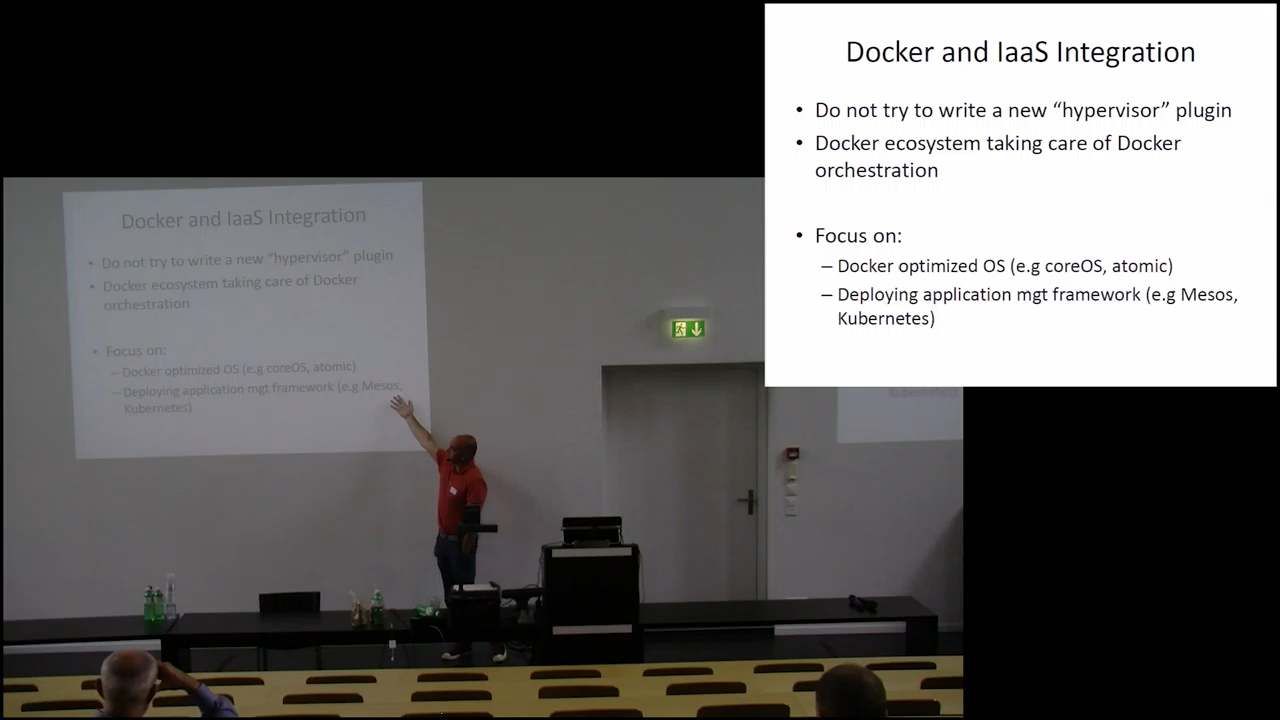 Docker and IaaS Integration
• Do not try to write a new “hypervisor” plugin
• Docker ecosystem taking care of Docker
orchestration
• Focus on:
– Docker optimized OS (e.g coreOS, atomic)
– Deploying application mgt framework (e.g Mesos,
Kubernetes)
Docker and IaaS Integration
• Do not try to write a new “hypervisor” plugin
• Docker ecosystem taking care of Docker
orchestration
• Focus on:
– Docker optimized OS (e.g coreOS, atomic)
– Deploying application mgt framework (e.g Mesos,
Kubernetes)
Kubernetes)